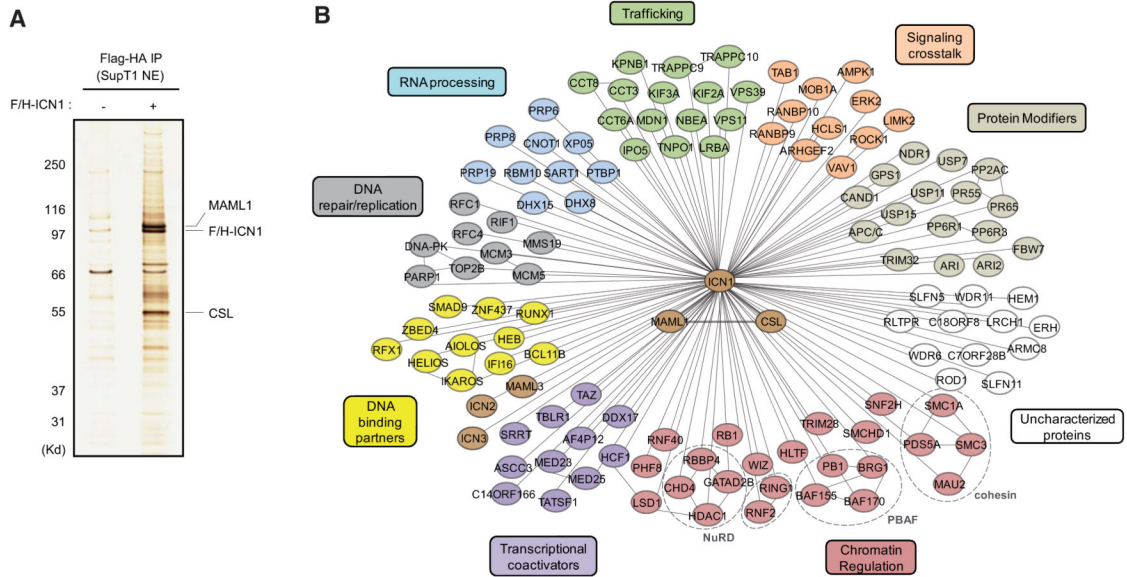 A
Flag-HA IP
(SupT1 NE)
F/H-ICN1 : - +
250
116
97
66
55
37
31
(Kd)
MAML1
F/H-ICN1
CSL
B
Trafficking
KPNB1
TRAPPC9
TRAPPC10
CCT8
CCT3
KIF3A
KIF2A
VPS39
CCT6A
MDN1
NBEA
VPS11
IPO5
TNPO1
LRBA
Signaling
crosstalk
TAB1
AMPK1
MOB1A
ERK2
RANBP10
LIMK2
HCLS1
RANBP9
ROCK1
ARHGEF2
VAV1
RNA processing
PRP6
PRP8
CNOT1
XP05
PRP19
RBM10
SART1
PTBP1
DHX15
DHX8
Protein Modifiers
NDR1
USP7
GPS1
PP2AC
CAND1
USP11
PR55
PR65
USP15
APC/C
PP6R1
PP6R3
FBW7
TRIM32
ARI
ARI2
DNA
repair/replication
RFC1
RIF1
RFC4
MMS19
DNA-PK
MCM3
TOP2B
MCM5
PARP1
ICN1
MAML1
CSL
SLFN5
WDR11
HEM1
RLTPR
C18ORF8
LRCH1
ERH
ARMC8
WDR6
C7ORF28B
ROD1
SLFN11
Uncharacterized
proteins
SMAD9
ZNF437
RUNX1
ZBED4
HEB
RFX1
AIOLOS
BCL11B
HELIOS
IFI16
IKAROS
MAML3
ICN2
ICN3
DNA
binding
partners
TAZ
TBLR1
DDX17
SRRT
AF4P12
HCF1
ASCC3
MED23
MED25
C14ORF166
TATSF1
Transcriptional
coactivators
RNF40
RB1
PHF8
RBBP4
WIZ
CHD4
GATAD2B
RING1
LSD1
HDAC1
RNF2
NuRD
TRIM28
SNF2H
SMCHD1
HLTF
PB1
BRG1
BAF155
BAF170
PBAF
SMC1A
PDS5A
SMC3
MAU2
cohesin
Chromatin
Regulation